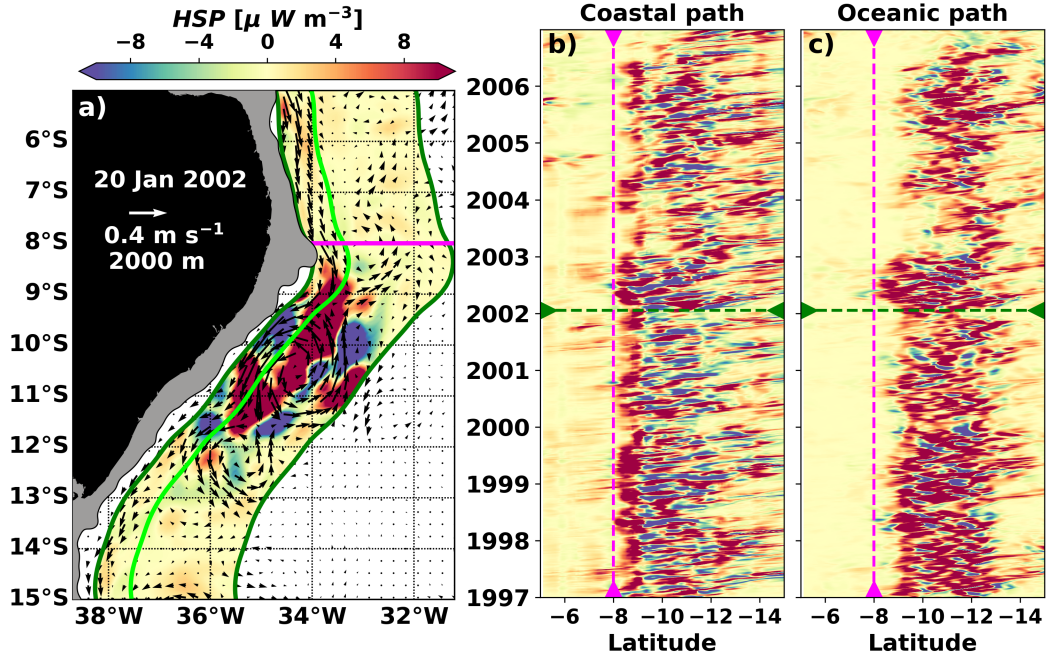 HSP [μ W m⁻³]
−8 −4 0 4 8
a)
20 Jan 2002
0.4 m s⁻¹
2000 m
6°S
7°S
8°S
9°S
10°S
11°S
12°S
13°S
14°S
15°S
38°W 36°W 34°W 32°W
Coastal path
b)
2006
2005
2004
2003
2002
2001
2000
1999
1998
1997
−6 −8 −10 −12 −14
Latitude
Oceanic path
c)
−6 −8 −10 −12 −14
Latitude